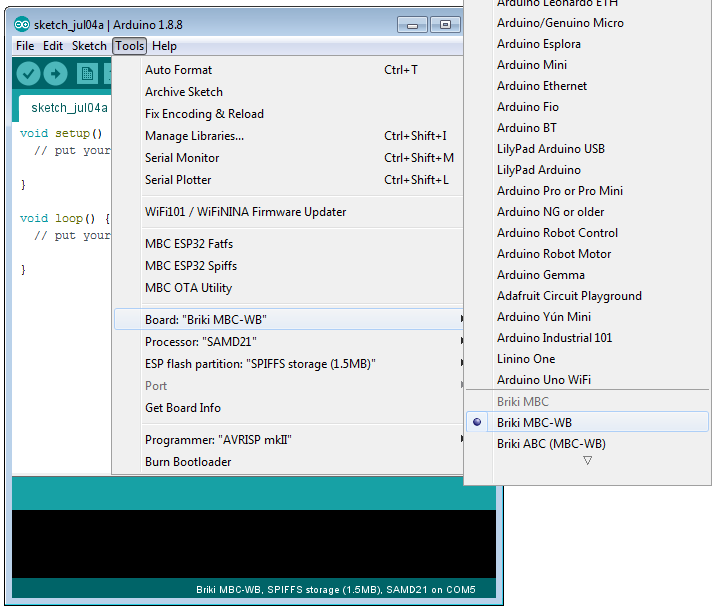 sketch_jul04a | Arduino 1.8.8
File Edit Sketch Tools Help
sketch_jul04a
void setup()
// put your
}
void loop() {
// put your
}
Auto Format Ctrl+T
Archive Sketch
Fix Encoding & Reload
Manage Libraries... Ctrl+Shift+I
Serial Monitor Ctrl+Shift+M
Serial Plotter Ctrl+Shift+L
WiFi101 / WiFiNINA Firmware Updater
MBC ESP32 Fatfs
MBC ESP32 Spiffs
MBC OTA Utility
Board: "Briki MBC-WB"
Processor: "SAMD21"
ESP flash partition: "SPIFFS storage (1.5MB)"
Port
Get Board Info
Programmer: "AVRISP mkII"
Burn Bootloader
Arduino Leonardo ETH
Arduino/Genuino Micro
Arduino Esplora
Arduino Mini
Arduino Ethernet
Arduino Fio
Arduino BT
LilyPad Arduino USB
LilyPad Arduino
Arduino Pro or Pro Mini
Arduino NG or older
Arduino Robot Control
Arduino Robot Motor
Arduino Gemma
Adafruit Circuit Playground
Arduino Yún Mini
Arduino Industrial 101
Linino One
Arduino Uno WiFi
Briki MBC
Briki MBC-WB
Briki ABC (MBC-WB)
Briki MBC-WB, SPIFFS storage (1.5MB), SAMD21 on COM5